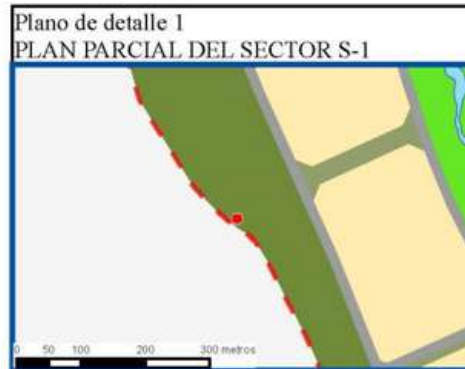 Plano de detalle 1
PLAN PARCIAL DEL SECTOR S-1
0 50 100 200 300 metros